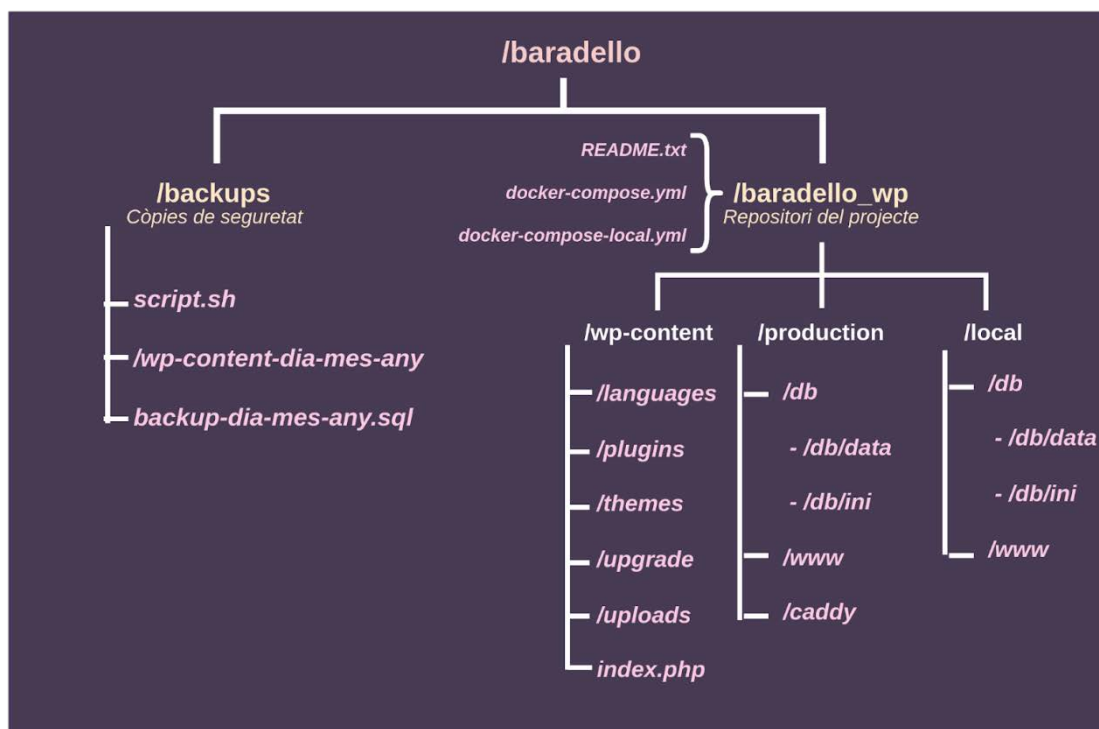 /baradello
/backups
Còpies de seguretat
script.sh
/wp-content-dia-mes-any
backup-dia-mes-any.sql
README.txt
docker-compose.yml
docker-compose-local.yml
/baradello_wp
Repositori del projecte
/wp-content
/languages
/plugins
/themes
/upgrade
/uploads
index.php
/production
/db
- /db/data
- /db/ini
/www
/caddy
/local
/db
- /db/data
- /db/ini
/www